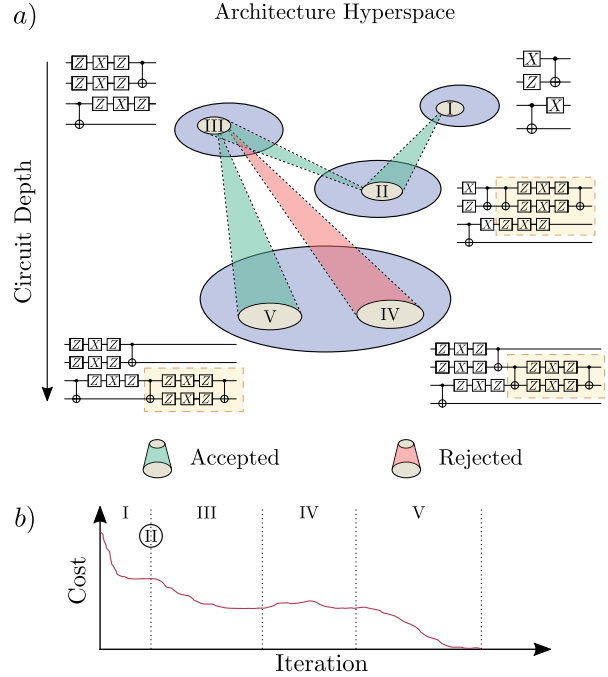 a)
Architecture Hyperspace
Z X Z
Z X Z
Z X Z
X
Z
X
I
III
II
X Z X Z
Z Z X Z
X Z X Z
Circuit Depth
V
IV
Z X Z
Z X Z
Z X Z Z X Z
Z X Z
Z X Z
Z X Z Z X Z
Z X Z Z X Z
Accepted
Rejected
b)
I
II
III
IV
V
Cost
Iteration